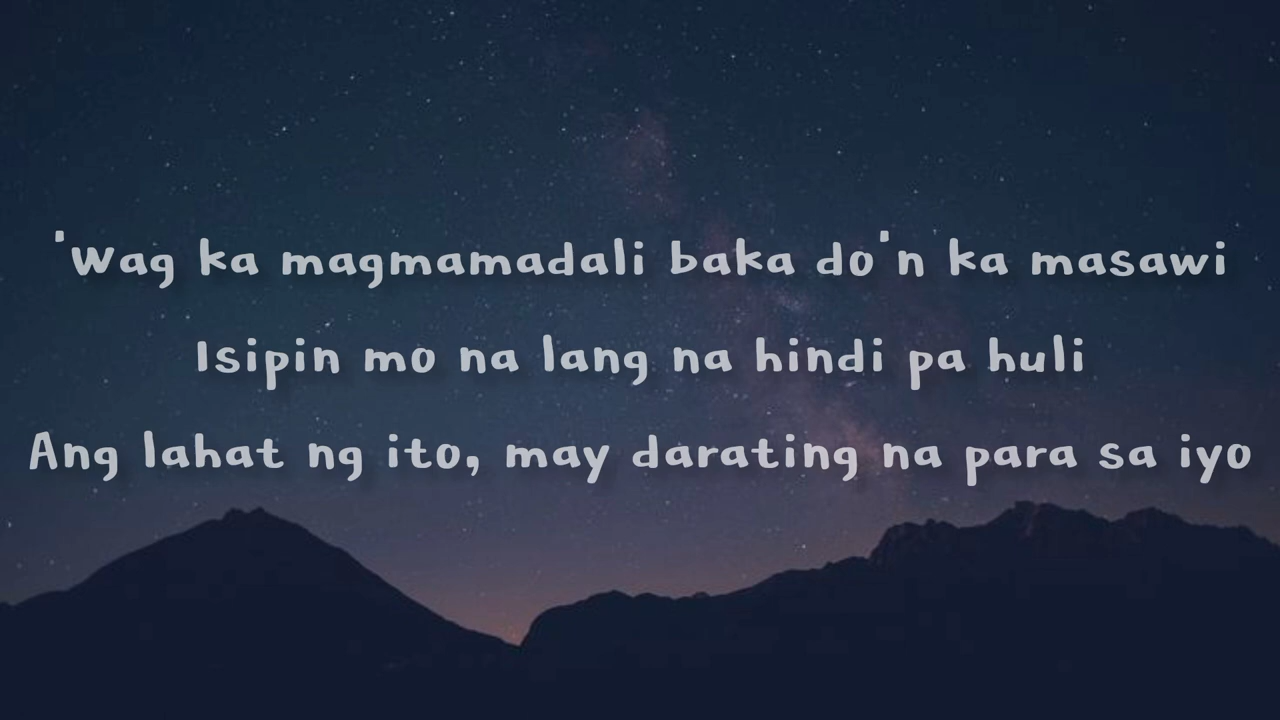 'Wag ka magmamadali baka do'n ka masawi
Isipin mo na lang na hindi pa huli
Ang lahat ng ito, may darating na para sa iyo